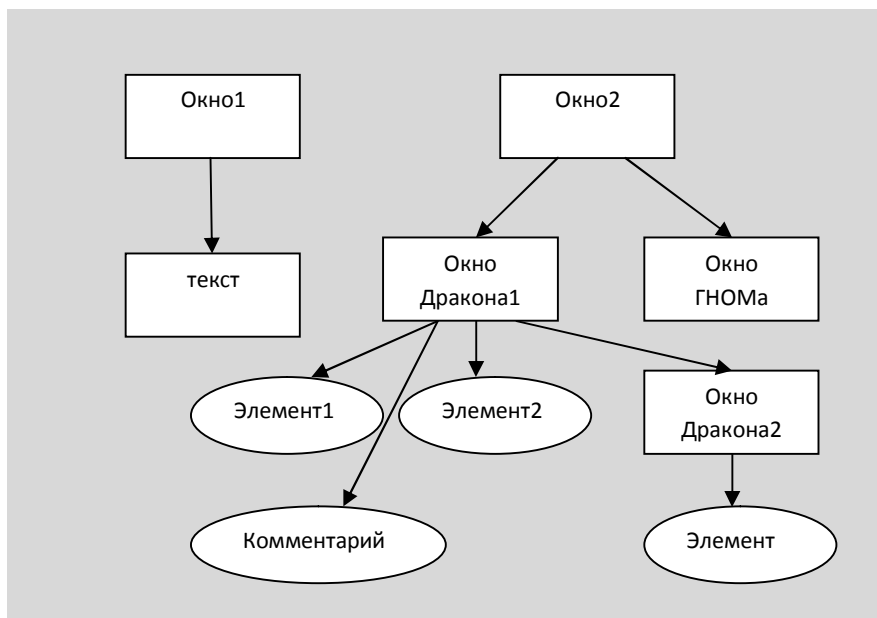 Окно1
Окно2
текст
Окно
Дракона1
Окно
ГНОМа
Элемент1
Элемент2
Окно
Дракона2
Комментарий
Элемент